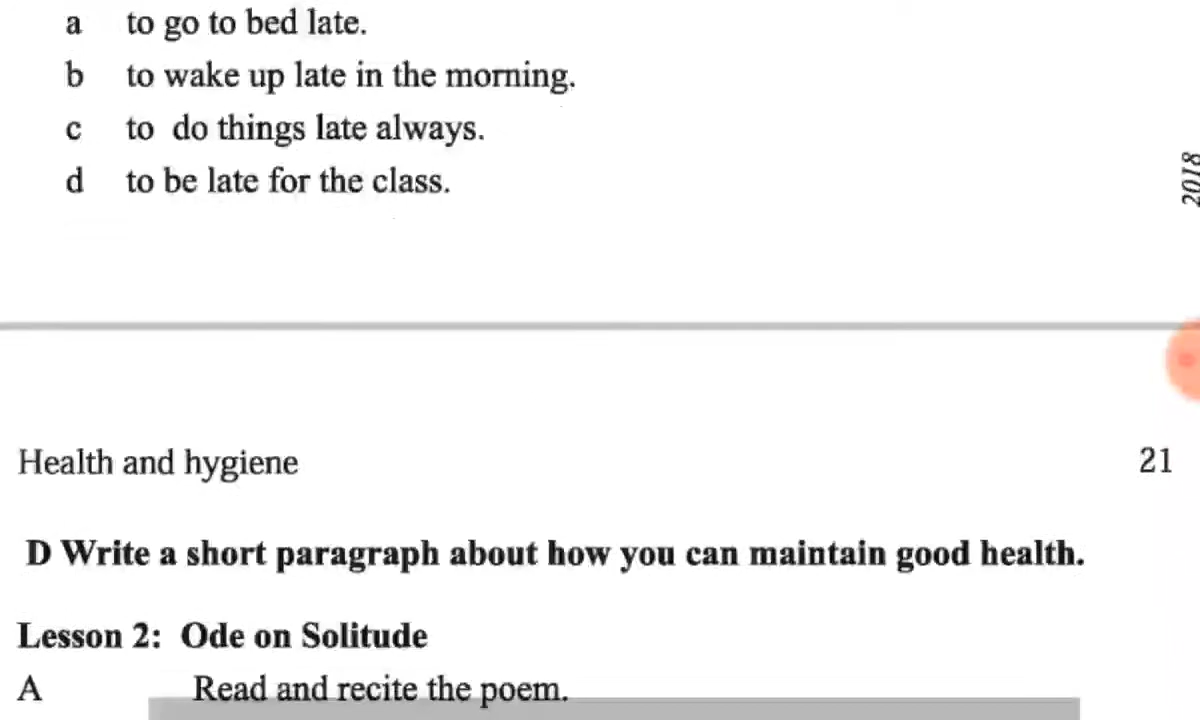 a to go to bed late.
b to wake up late in the morning.
c to do things late always.
d to be late for the class.
2018
Health and hygiene 21
D Write a short paragraph about how you can maintain good health.
Lesson 2: Ode on Solitude
A Read and recite the poem.